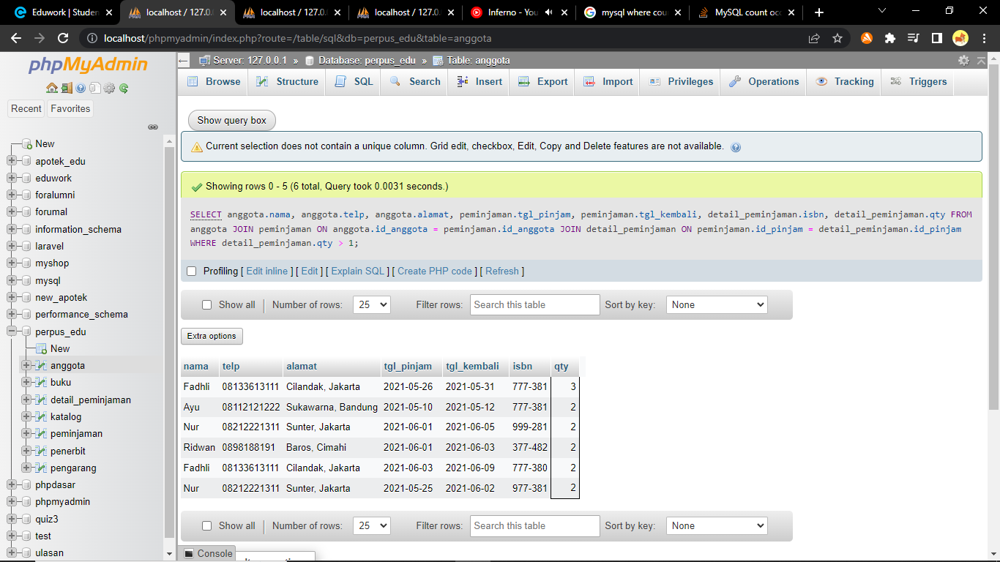 Eduwork | Studen
localhost / 127.0.
localhost / 127.0.
localhost / 127.0.
Inferno - You
mysql where cou
MySQL count occ
localhost/phpmyadmin/index.php?route=/table/sql&db=perpus_edu&table=anggota
phpMyAdmin
Recent Favorites
New
apotek_edu
eduwork
foralumni
forumal
information_schema
laravel
myshop
mysql
new_apotek
performance_schema
perpus_edu
New
anggota
buku
detail_peminjaman
katalog
peminjaman
penerbit
pengarang
phpdasar
phpmyadmin
quiz3
test
ulasan
Server: 127.0.0.1 » Database: perpus_edu » Table: anggota
Browse Structure SQL Search Insert Export Import Privileges Operations Tracking Triggers
Show query box
Current selection does not contain a unique column. Grid edit, checkbox, Edit, Copy and Delete features are not available.
Showing rows 0 - 5 (6 total, Query took 0.0031 seconds.)
SELECT anggota.nama, anggota.telp, anggota.alamat, peminjaman.tgl_pinjam, peminjaman.tgl_kembali, detail_peminjaman.isbn, detail_peminjaman.qty FROM
anggota JOIN peminjaman ON anggota.id_anggota = peminjaman.id_anggota JOIN detail_peminjaman ON peminjaman.id_pinjam = detail_peminjaman.id_pinjam
WHERE detail_peminjaman.qty > 1;
Profiling [ Edit inline ] [ Edit ] [ Explain SQL ] [ Create PHP code ] [ Refresh ]
Show all Number of rows: 25 Filter rows: Search this table Sort by key: None
Extra options
nama telp alamat tgl_pinjam tgl_kembali isbn qty
Fadhli 08133613111 Cilandak, Jakarta 2021-05-26 2021-05-31 777-381 3
Ayu 08112121222 Sukawarna, Bandung 2021-05-10 2021-05-12 777-381 2
Nur 08212221311 Sunter, Jakarta 2021-06-01 2021-06-05 999-281 2
Ridwan 0898188191 Baros, Cimahi 2021-06-01 2021-06-03 377-482 2
Fadhli 08133613111 Cilandak, Jakarta 2021-06-03 2021-06-09 777-380 2
Nur 08212221311 Sunter, Jakarta 2021-05-25 2021-06-02 977-381 2
Show all Number of rows: 25 Filter rows: Search this table Sort by key: None
Console